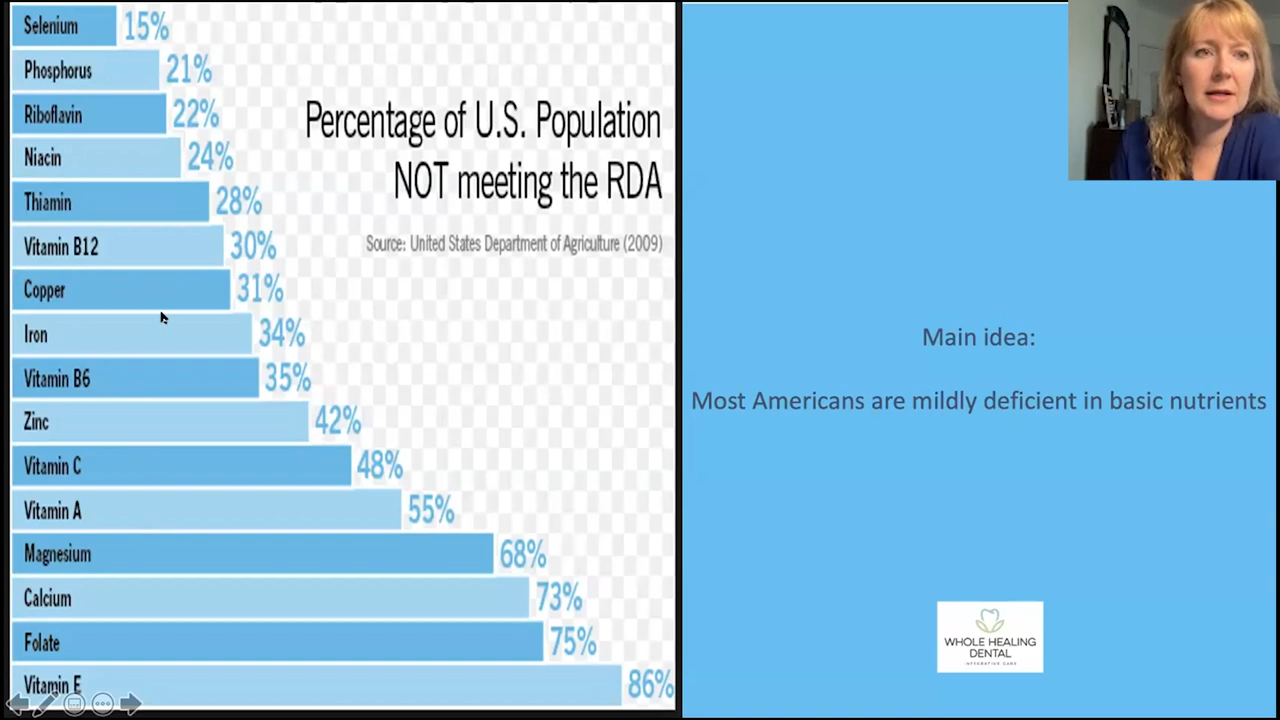 Selenium 15%
Phosphorus 21%
Riboflavin 22%
Niacin 24%
Thiamin 28%
Vitamin B12 30%
Copper 31%
Iron 34%
Vitamin B6 35%
Zinc 42%
Vitamin C 48%
Vitamin A 55%
Magnesium 68%
Calcium 73%
Folate 75%
Vitamin E 86%
Percentage of U.S. Population
NOT meeting the RDA
Source: United States Department of Agriculture (2009)
Main idea:
Most Americans are mildly deficient in basic nutrients
WHOLE HEALING
DENTAL
INTEGRATIVE CARE